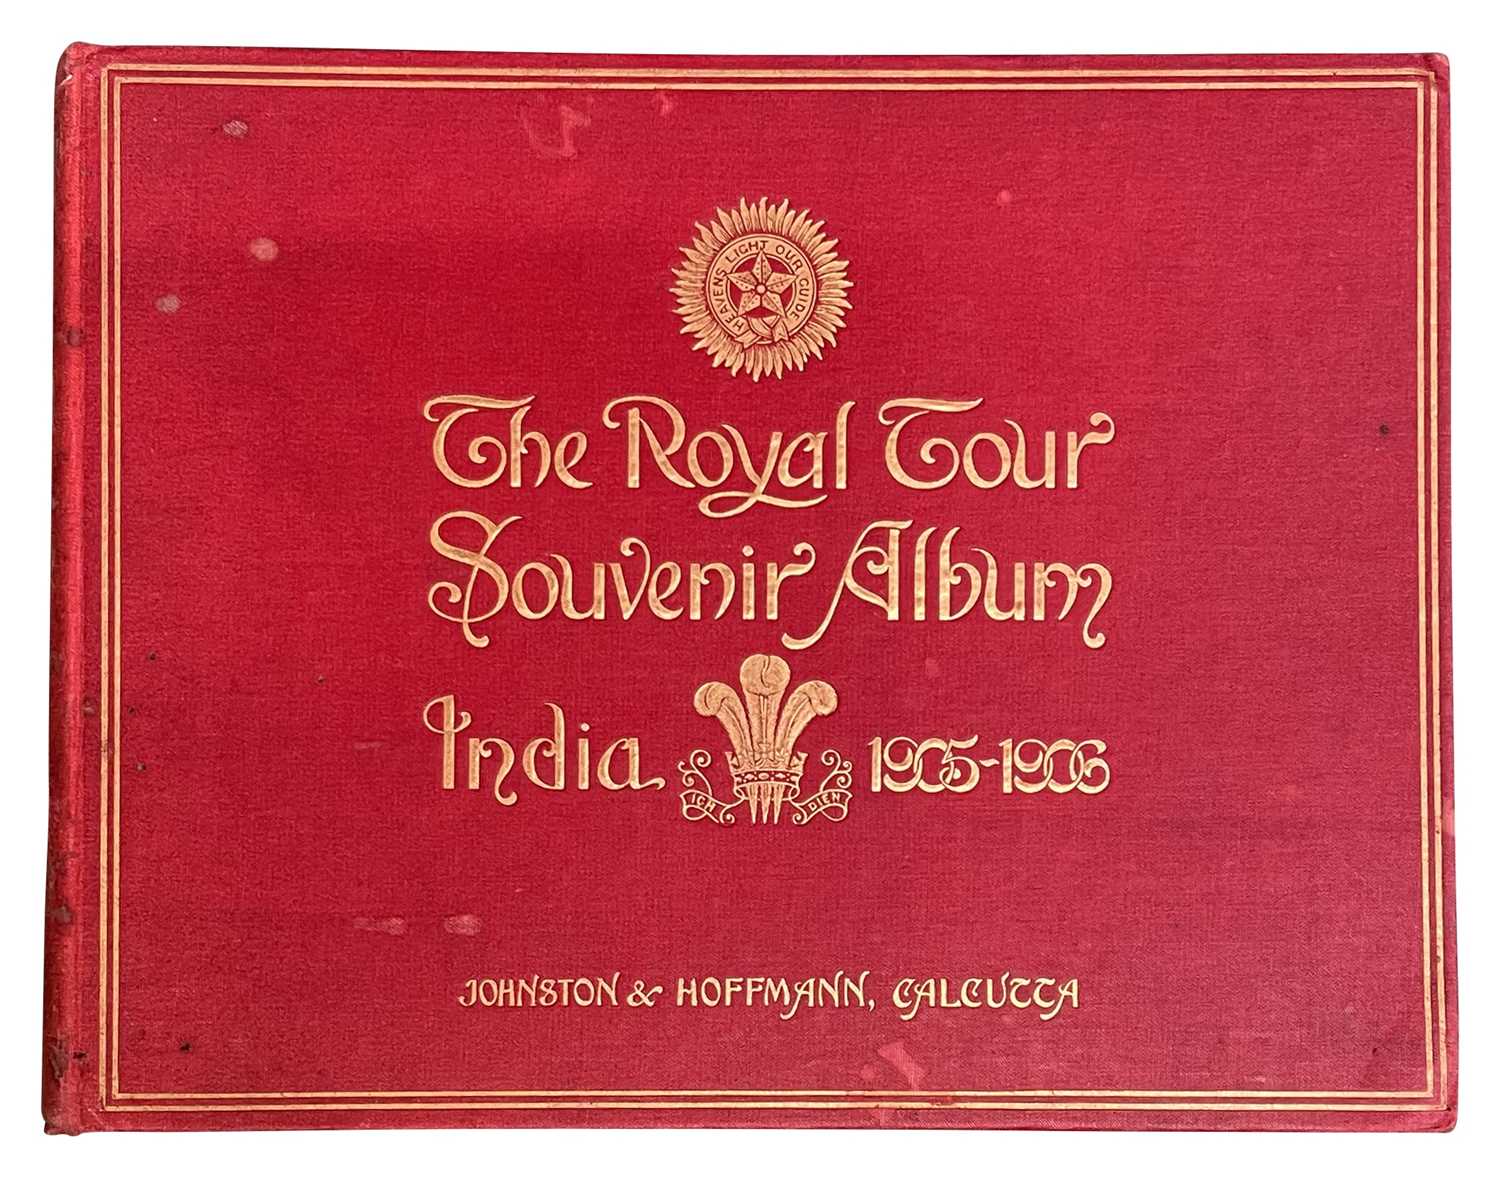 HEAVENS LIGHT OUR GUIDE
The Royal Tour
Souvenir Album
India 1905-1906
ICH DIEN
JOHNSTON & HOFFMANN, CALCUTTA